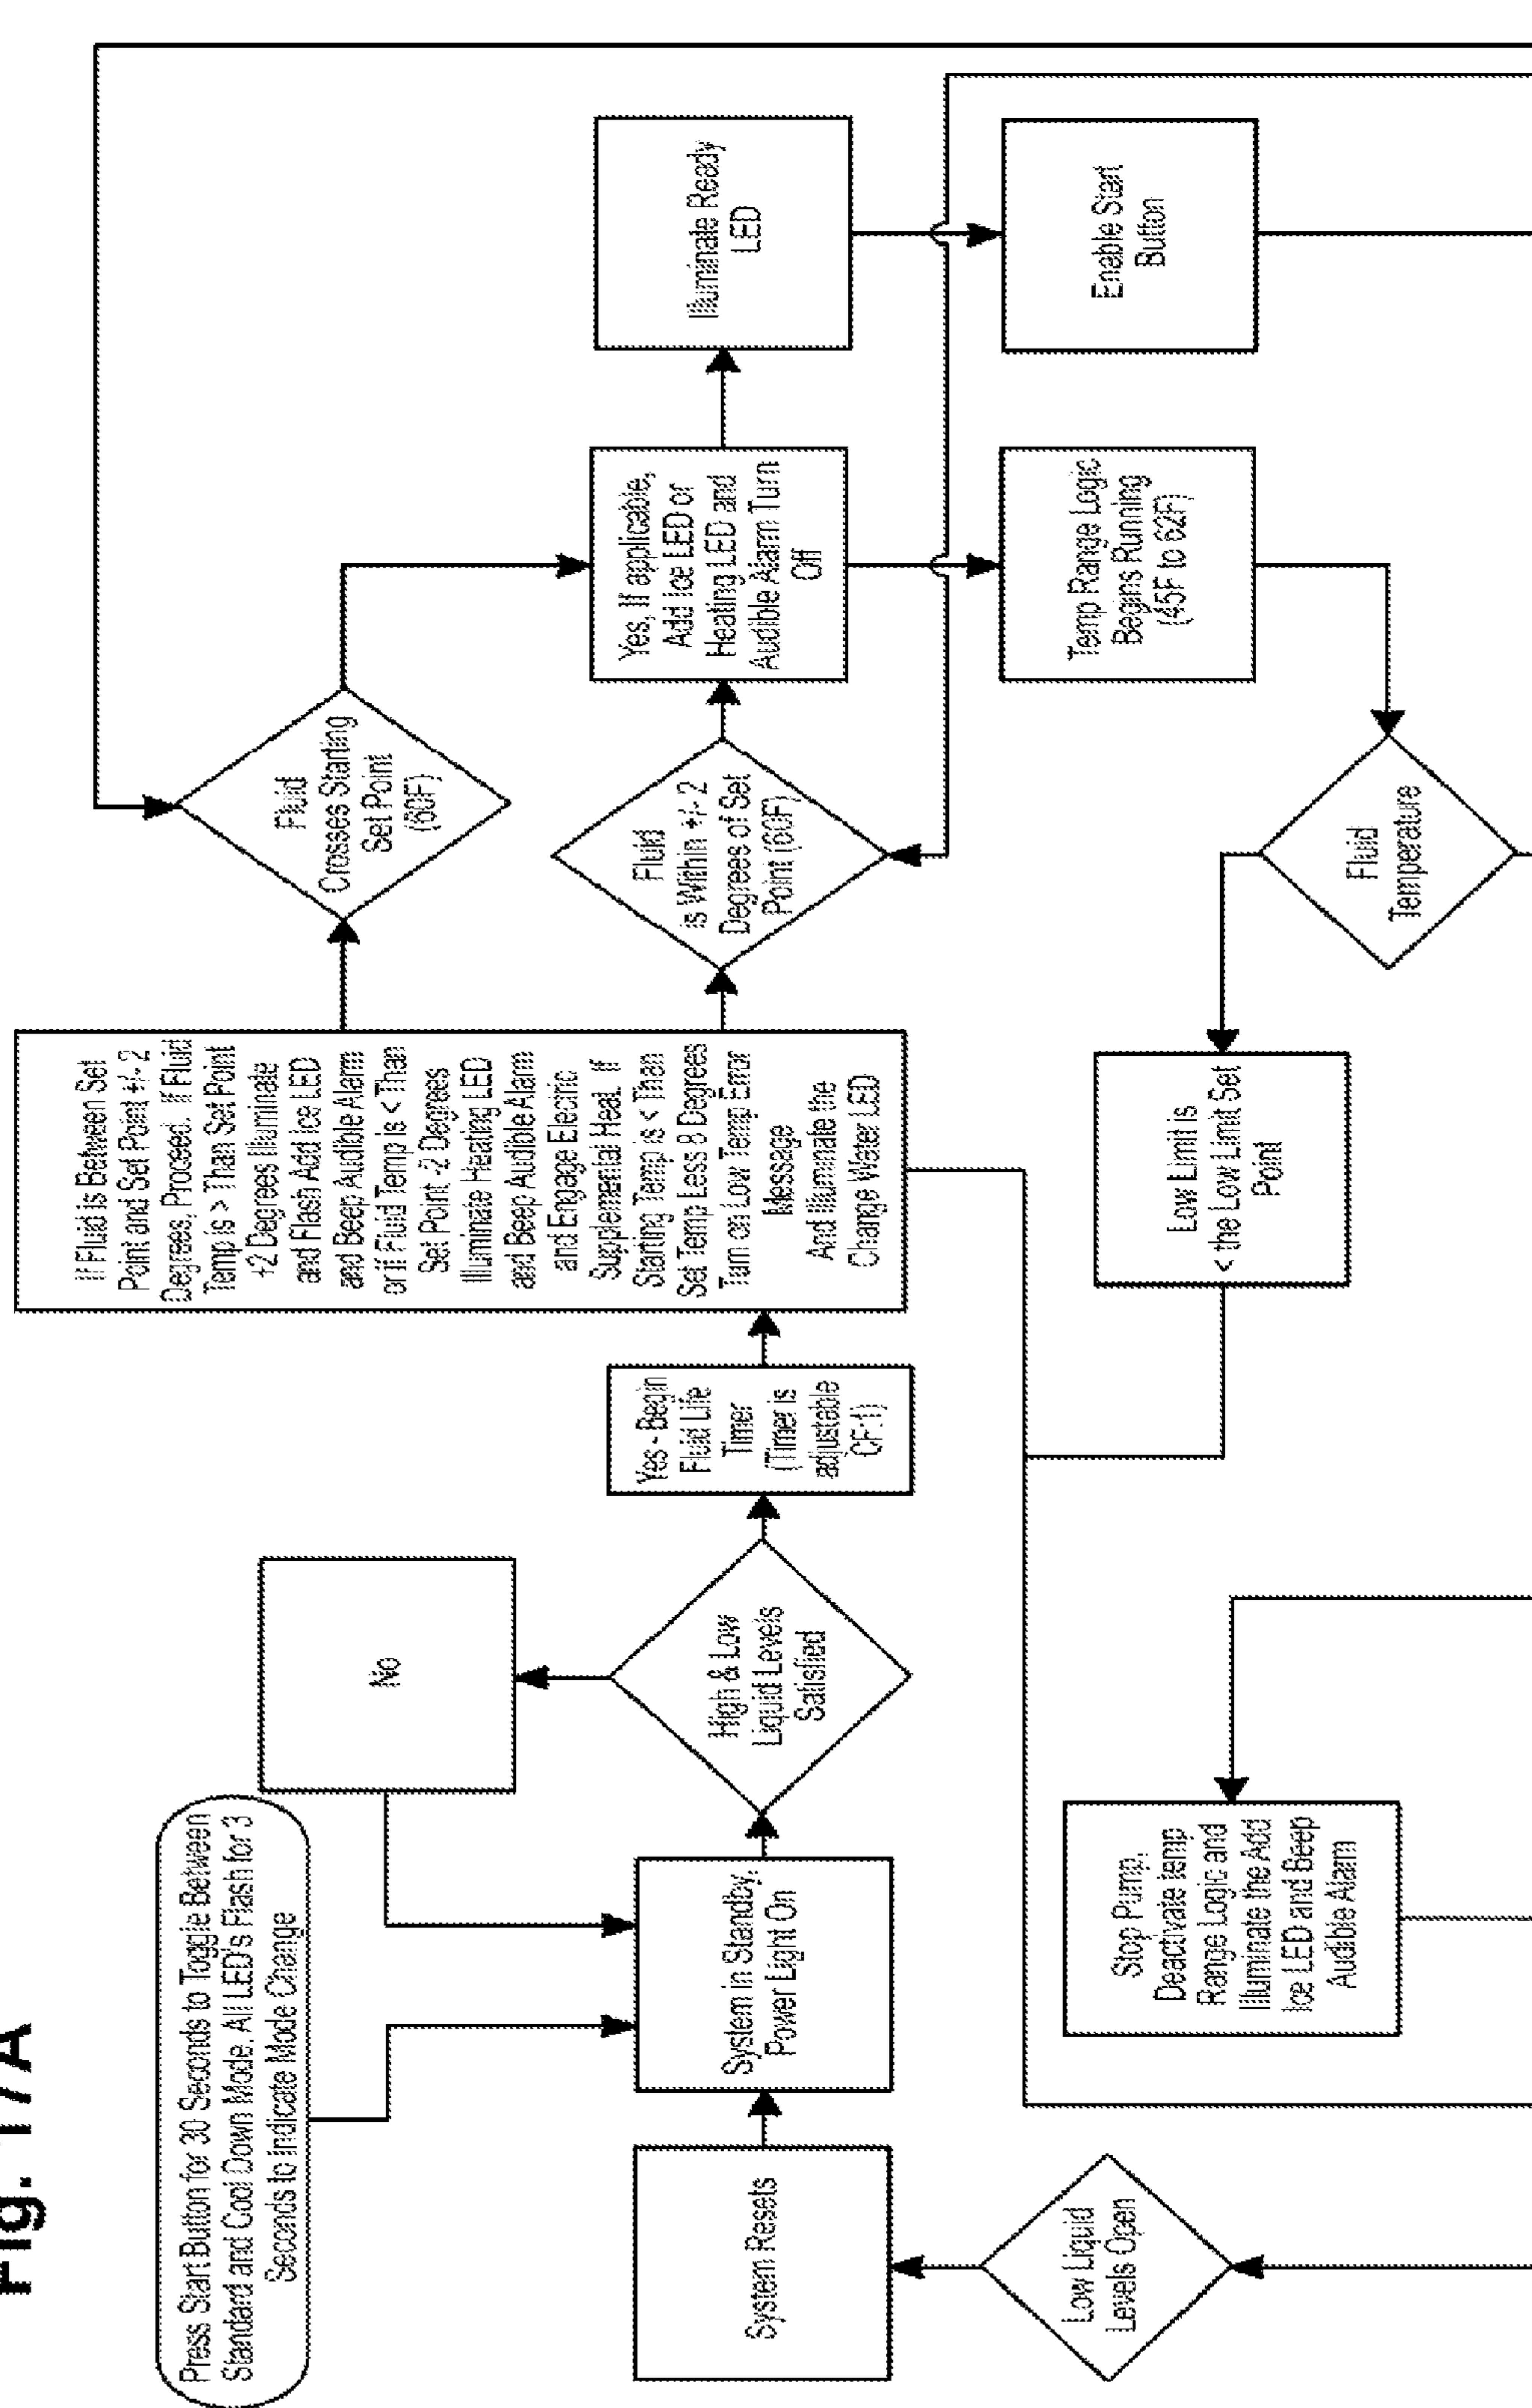 Fig. 17A
Press Start Button for 30 Seconds to Toggle Between
Standard and Cool Down Mode. All LED's Flash for 3
Seconds to Indicate Mode Change
No
System Resets
System in Standby,
Power Light On
High & Low
Liquid Levels
Satisfied
Yes - Begin
Fluid Life
Timer
(Timer is
adjustable
CF:1)
If Fluid is Between Set
Point and Set Point +/- 2
Degrees, Proceed. If Fluid
Temp is > Than Set Point
+2 Degrees Illuminate
and Flash Add Ice LED
and Beep Audible Alarm
or if Fluid Temp is < Than
Set Point -2 Degrees
Illuminate Heating LED
and Beep Audible Alarm
and Engage Electric
Supplemental Heat. If
Starting Temp is < Than
Set Temp Less 8 Degrees
Turn on Low Temp Error
Message
And Illuminate the
Change Water LED
Fluid
Crosses Starting
Set Point
(60F)
Fluid
is Within +/- 2
Degrees of Set
Point (60F)
Yes, If applicable,
Add Ice LED or
Heating LED and
Audible Alarm Turn
Off
Illuminate Ready
LED
Low Liquid
Levels Open
Stop Pump,
Deactivate temp
Range Logic and
Illuminate the Add
Ice LED and Beep
Audible Alarm
Low Limit is
< the Low Limit Set
Point
Fluid
Temperature
Temp Range Logic
Begins Running
(45F to 62F)
Enable Start
Button